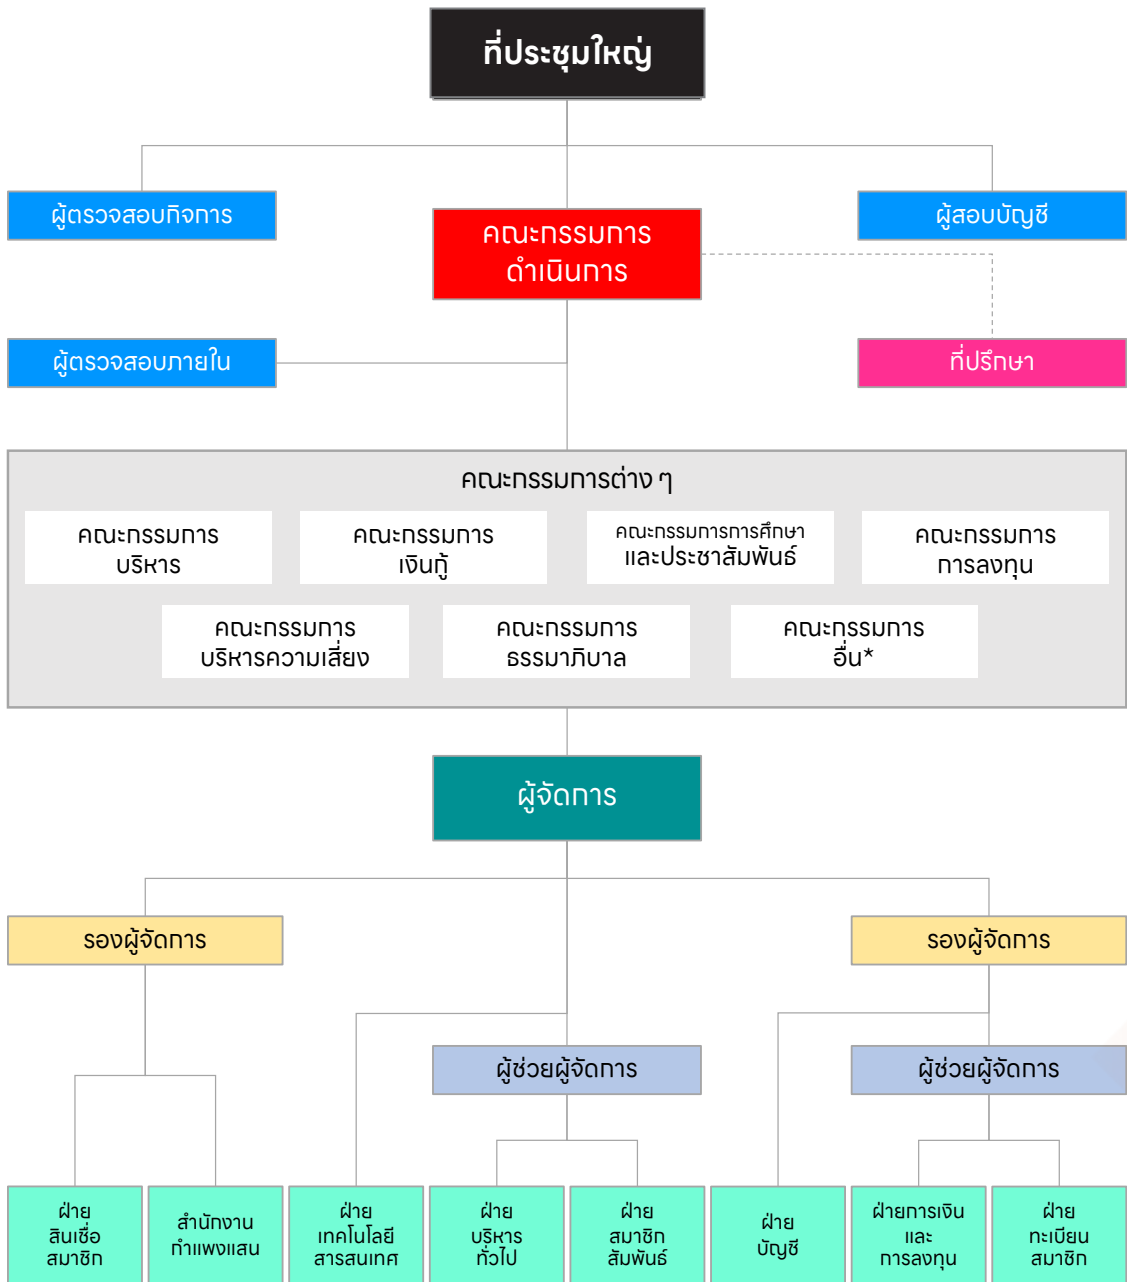 ที่ประชุมใหญ่
ผู้ตรวจสอบกิจการ
ผู้สอบบัญชี
คณะกรรมการ
ดำเนินการ
ผู้ตรวจสอบภายใน
ที่ปรึกษา
คณะกรรมการต่าง ๆ
คณะกรรมการ
บริหาร
คณะกรรมการ
เงินกู้
คณะกรรมการการศึกษา
และประชาสัมพันธ์
คณะกรรมการ
การลงทุน
คณะกรรมการ
บริหารความเสี่ยง
คณะกรรมการ
ธรรมาภิบาล
คณะกรรมการ
อื่น*
ผู้จัดการ
รองผู้จัดการ
รองผู้จัดการ
ผู้ช่วยผู้จัดการ
ผู้ช่วยผู้จัดการ
ฝ่าย
สินเชื่อ
สมาชิก
สำนักงาน
กำแพงแสน
ฝ่าย
เทคโนโลยี
สารสนเทศ
ฝ่าย
บริหาร
ทั่วไป
ฝ่าย
สมาชิก
สัมพันธ์
ฝ่าย
บัญชี
ฝ่ายการเงิน
และ
การลงทุน
ฝ่าย
ทะเบียน
สมาชิก